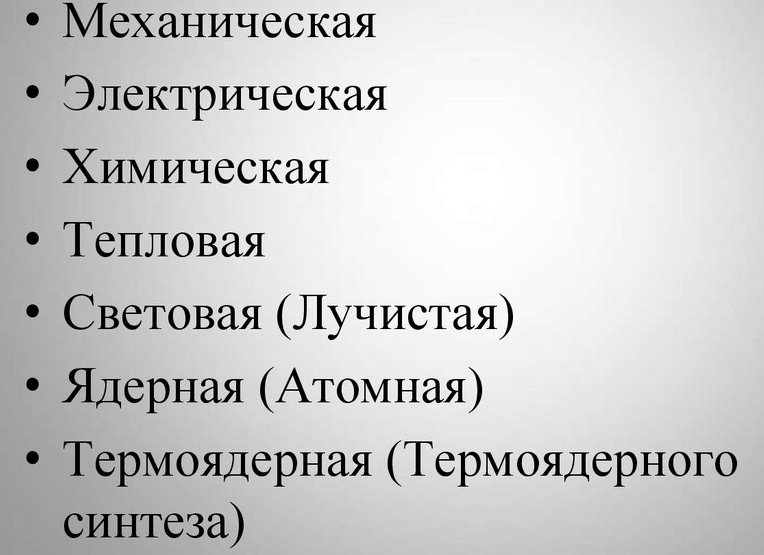 • Механическая
• Электрическая
• Химическая
• Тепловая
• Световая (Лучистая)
• Ядерная (Атомная)
• Термоядерная (Термоядерного
синтеза)